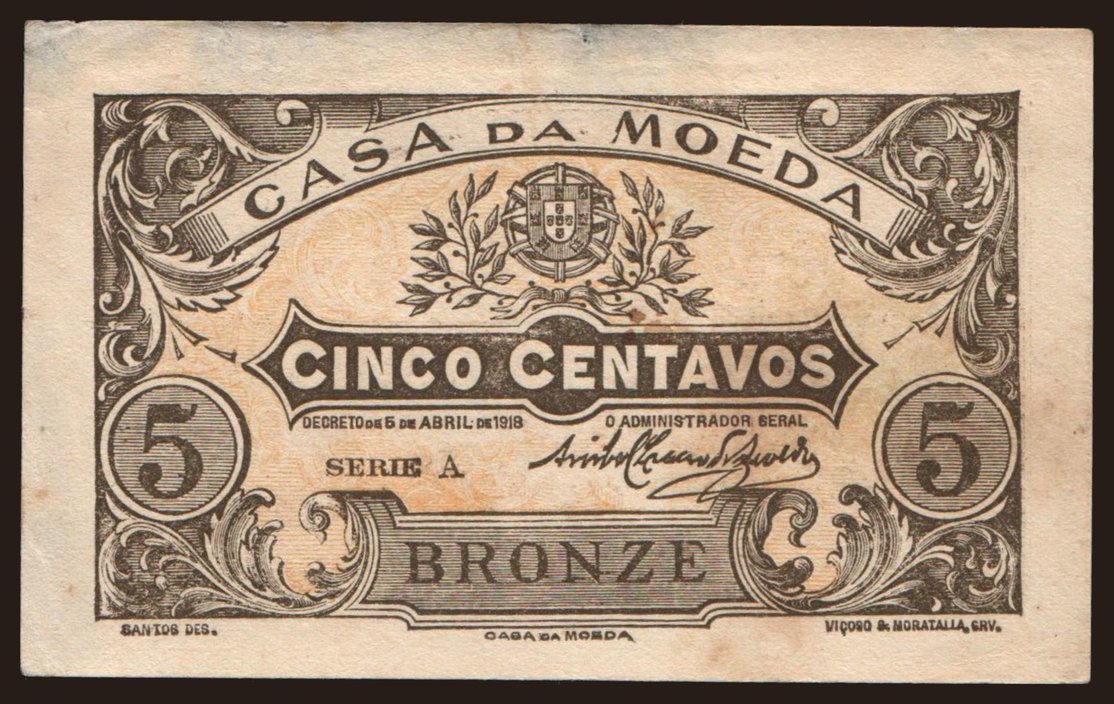 CASA DA MOEDA
CINCO CENTAVOS
DECRETO DE 5 DE ABRIL DE 1918
O ADMINISTRADOR GERAL
SERIE A
5
5
BRONZE
SANTOS DES.
CASA DA MOEDA
VIÇOSO & MORATALLA, GRV.